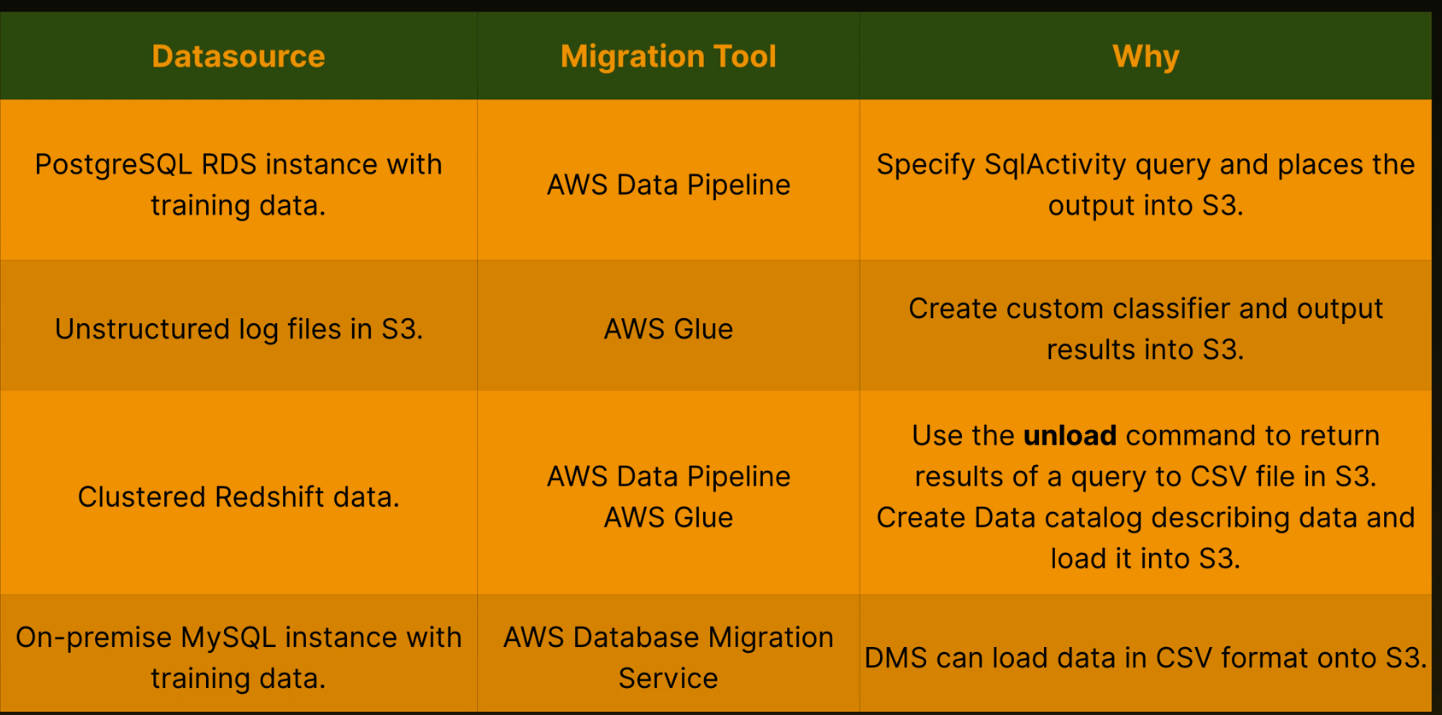 Datasource
Migration Tool
Why
PostgreSQL RDS instance with
training data.
AWS Data Pipeline
Specify SqlActivity query and places the
output into S3.
Unstructured log files in S3.
AWS Glue
Create custom classifier and output
results into S3.
Clustered Redshift data.
AWS Data Pipeline
AWS Glue
Use the unload command to return
results of a query to CSV file in S3.
Create Data catalog describing data and
load it into S3.
On-premise MySQL instance with
training data.
AWS Database Migration
Service
DMS can load data in CSV format onto S3.